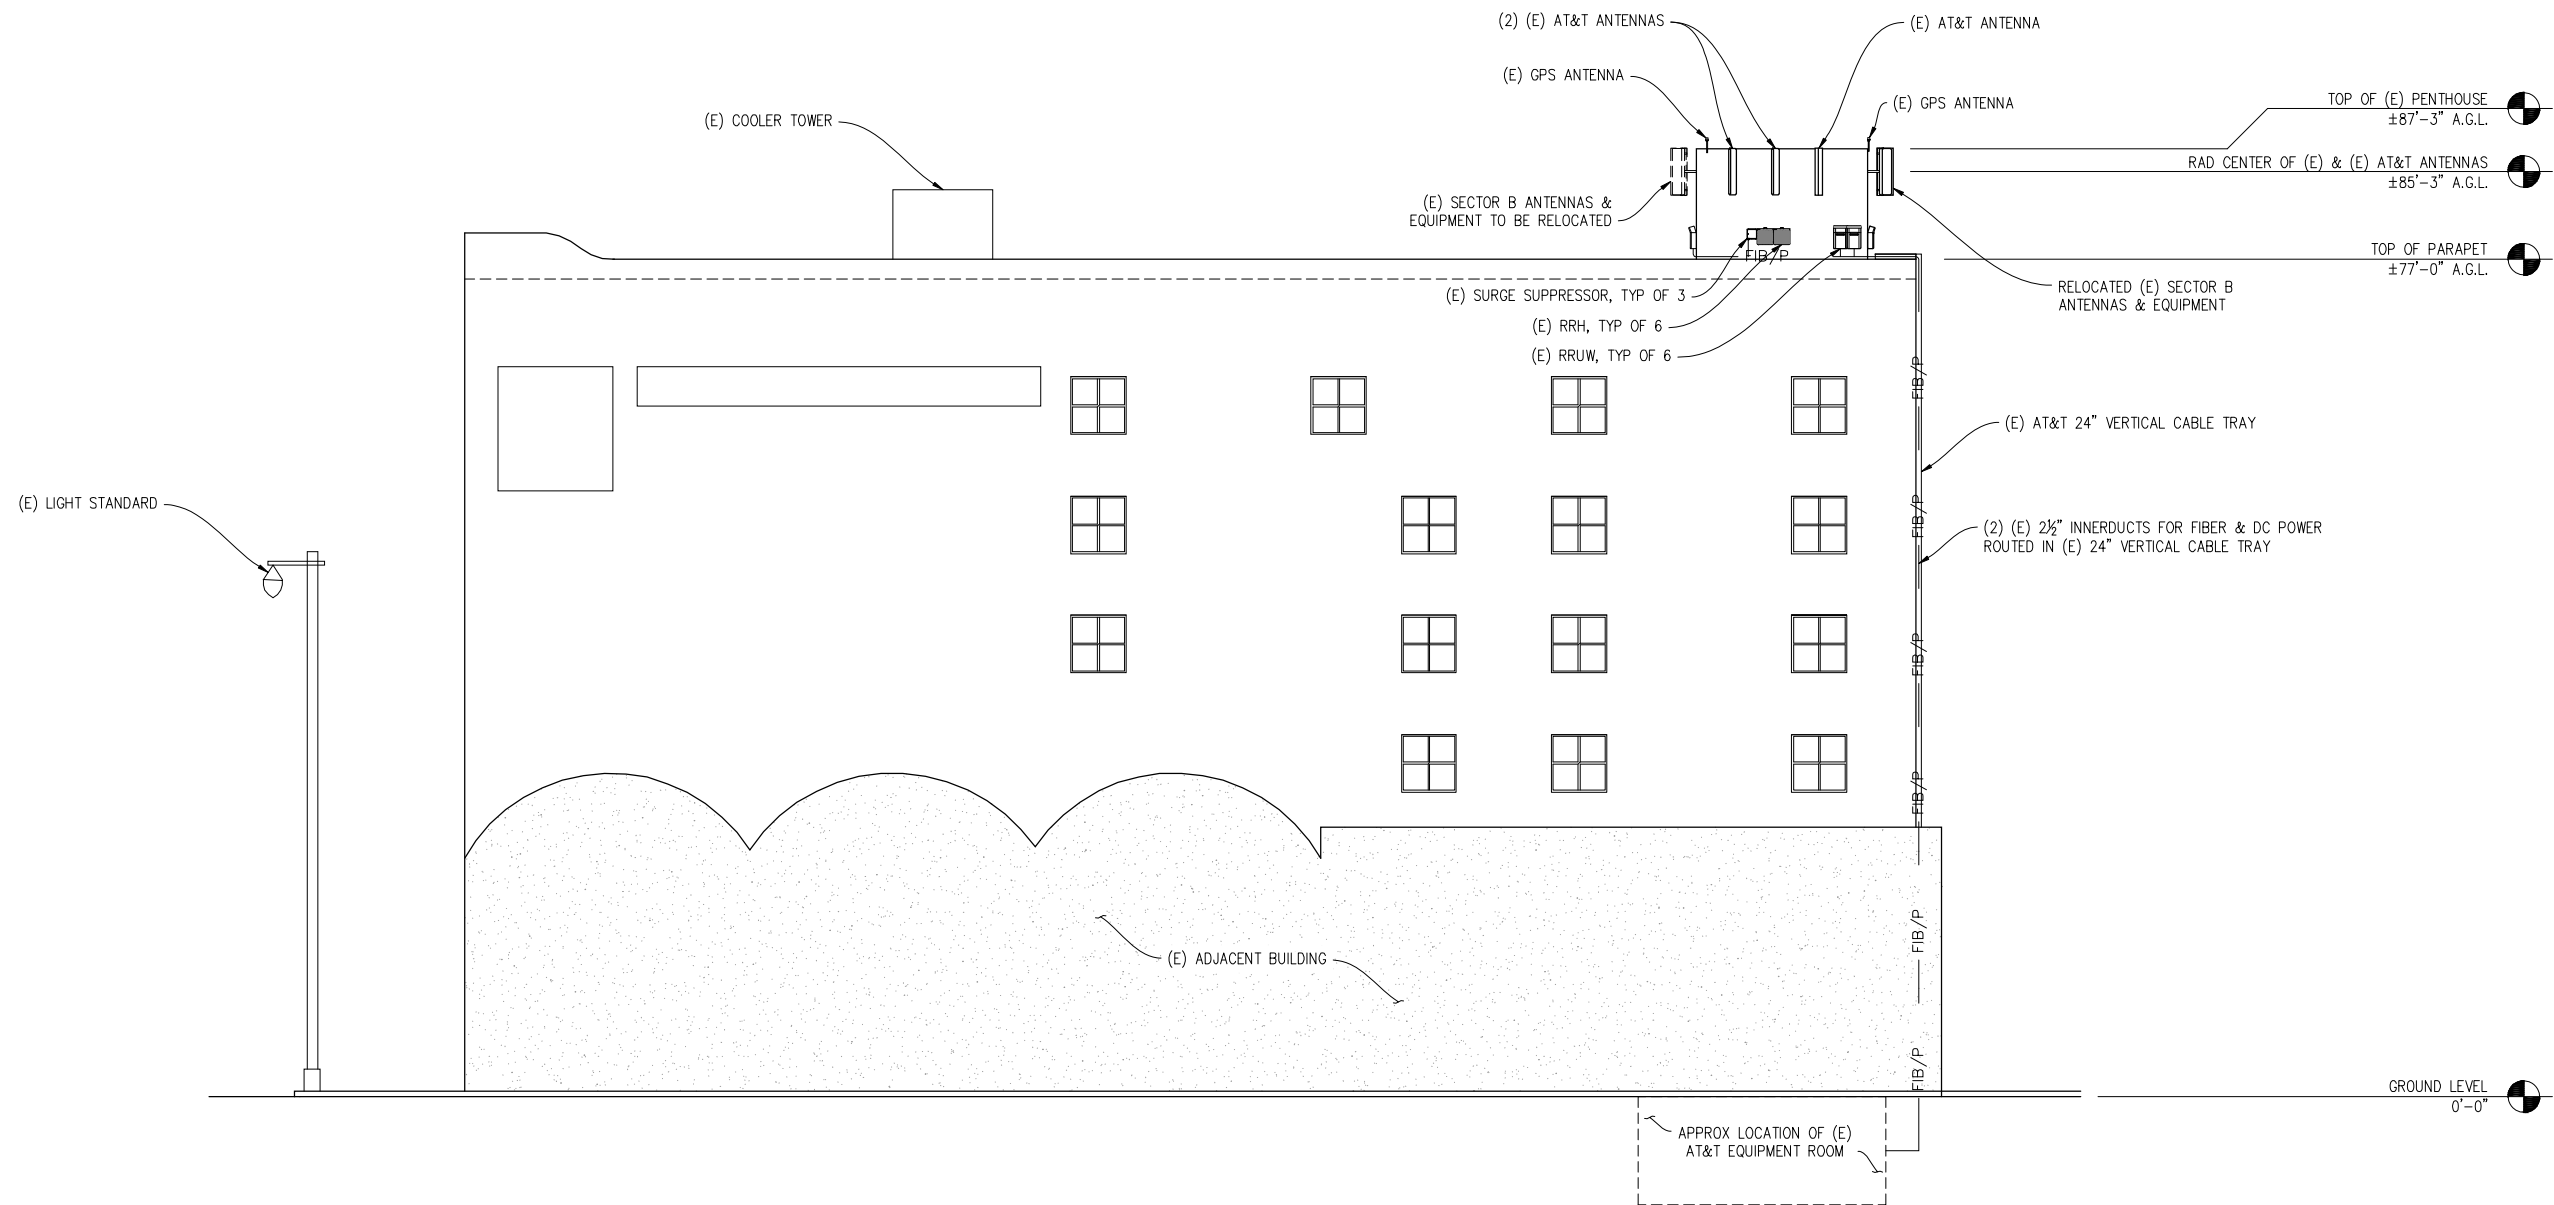 (2) (E) AT&T ANTENNAS
(E) AT&T ANTENNA
(E) GPS ANTENNA
(E) GPS ANTENNA
TOP OF (E) PENTHOUSE
±87'-3" A.G.L.
(E) COOLER TOWER
RAD CENTER OF (E) & (E) AT&T ANTENNAS
±85'-3" A.G.L.
(E) SECTOR B ANTENNAS &
EQUIPMENT TO BE RELOCATED
TOP OF PARAPET
±77'-0" A.G.L.
FIB/P
(E) SURGE SUPPRESSOR, TYP OF 3
RELOCATED (E) SECTOR B
ANTENNAS & EQUIPMENT
(E) RRH, TYP OF 6
(E) RRUW, TYP OF 6
FIB/P
(E) AT&T 24" VERTICAL CABLE TRAY
(E) LIGHT STANDARD
FIB/P
(2) (E) 2½" INNERDUCTS FOR FIBER & DC POWER
ROUTED IN (E) 24" VERTICAL CABLE TRAY
FIB/P
FIB/P
FIB/P
(E) ADJACENT BUILDING
FIB/P
GROUND LEVEL
0'-0"
APPROX LOCATION OF (E)
AT&T EQUIPMENT ROOM